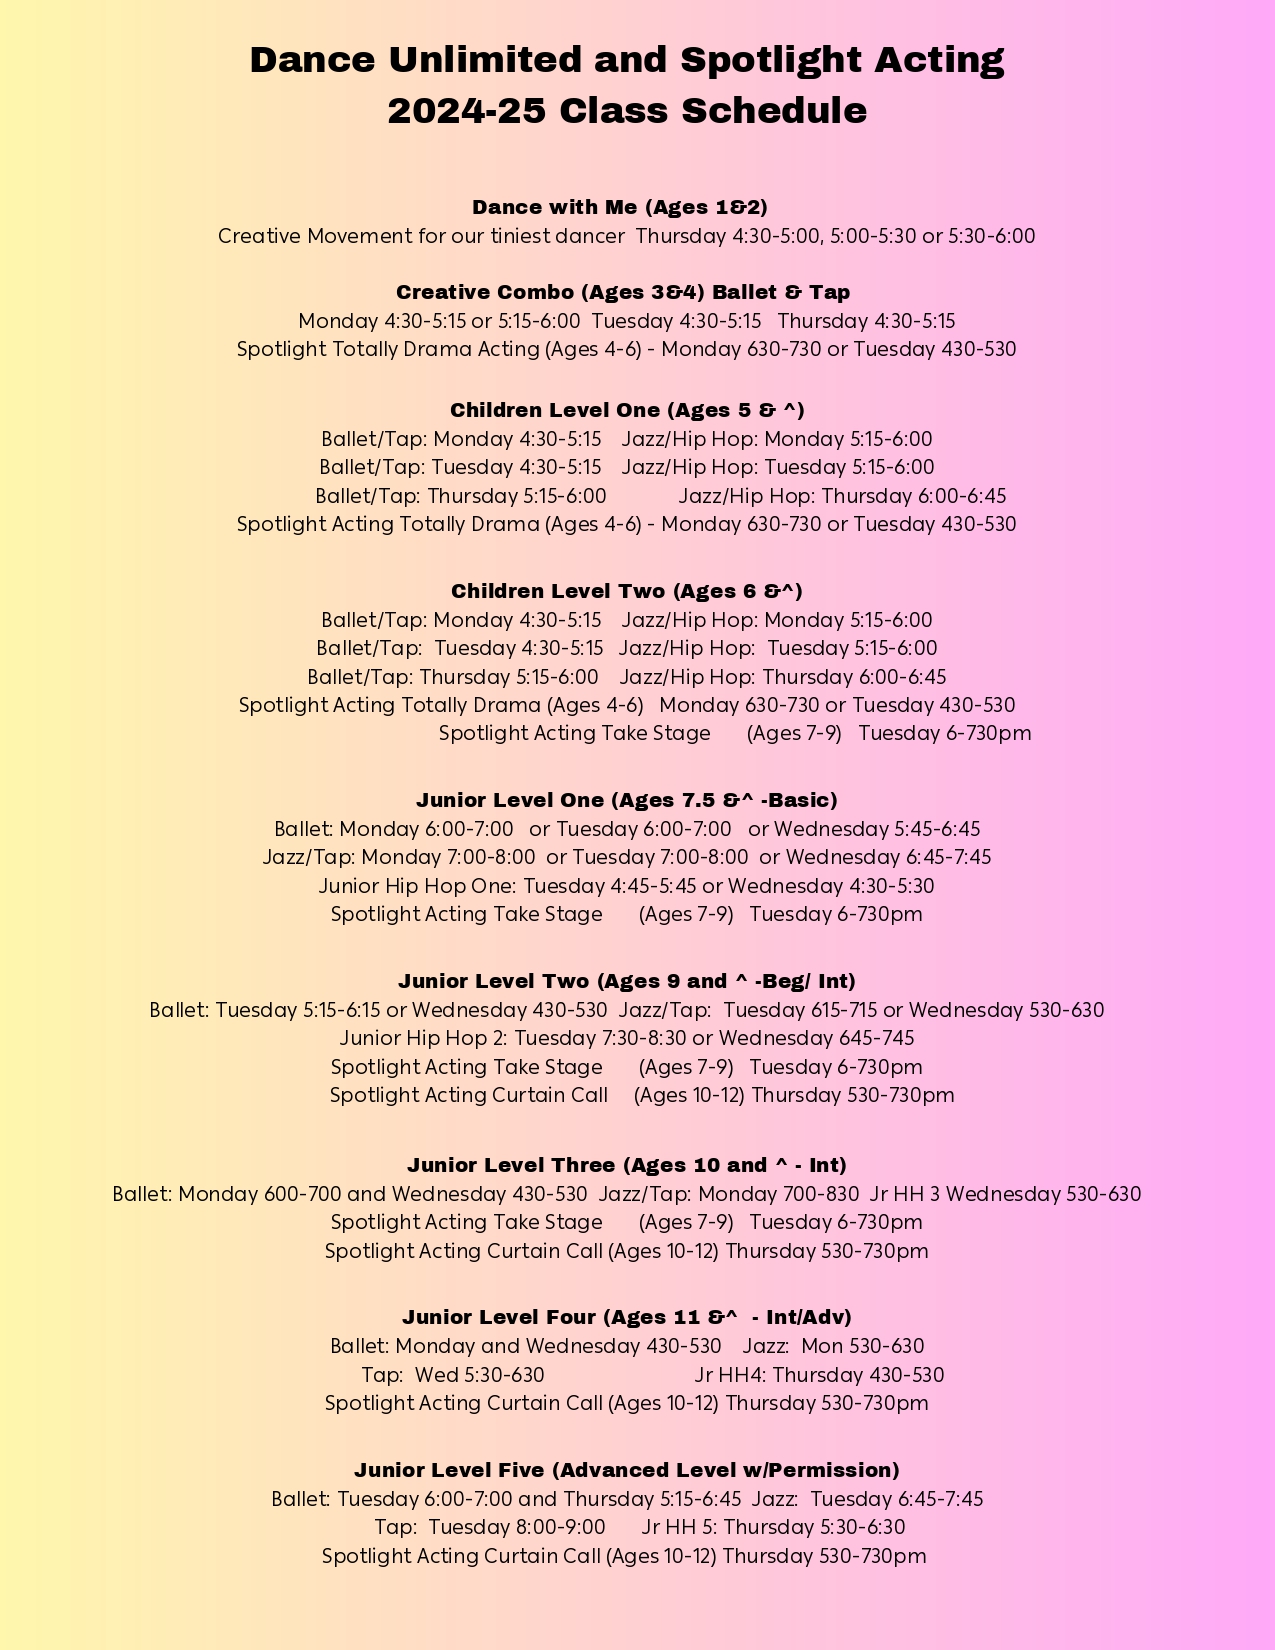 Dance Unlimited and Spotlight Acting
2024-25 Class Schedule
Dance with Me (Ages 1&2)
Creative Movement for our tiniest dancer Thursday 4:30-5:00, 5:00-5:30 or 5:30-6:00
Creative Combo (Ages 3&4) Ballet & Tap
Monday 4:30-5:15 or 5:15-6:00 Tuesday 4:30-5:15 Thursday 4:30-5:15
Spotlight Totally Drama Acting (Ages 4-6) - Monday 630-730 or Tuesday 430-530
Children Level One (Ages 5 & ^)
Ballet/Tap: Monday 4:30-5:15 Jazz/Hip Hop: Monday 5:15-6:00
Ballet/Tap: Tuesday 4:30-5:15 Jazz/Hip Hop: Tuesday 5:15-6:00
Ballet/Tap: Thursday 5:15-6:00 Jazz/Hip Hop: Thursday 6:00-6:45
Spotlight Acting Totally Drama (Ages 4-6) - Monday 630-730 or Tuesday 430-530
Children Level Two (Ages 6 &^)
Ballet/Tap: Monday 4:30-5:15 Jazz/Hip Hop: Monday 5:15-6:00
Ballet/Tap: Tuesday 4:30-5:15 Jazz/Hip Hop: Tuesday 5:15-6:00
Ballet/Tap: Thursday 5:15-6:00 Jazz/Hip Hop: Thursday 6:00-6:45
Spotlight Acting Totally Drama (Ages 4-6) Monday 630-730 or Tuesday 430-530
Spotlight Acting Take Stage (Ages 7-9) Tuesday 6-730pm
Junior Level One (Ages 7.5 &^ -Basic)
Ballet: Monday 6:00-7:00 or Tuesday 6:00-7:00 or Wednesday 5:45-6:45
Jazz/Tap: Monday 7:00-8:00 or Tuesday 7:00-8:00 or Wednesday 6:45-7:45
Junior Hip Hop One: Tuesday 4:45-5:45 or Wednesday 4:30-5:30
Spotlight Acting Take Stage (Ages 7-9) Tuesday 6-730pm
Junior Level Two (Ages 9 and ^ -Beg/ Int)
Ballet: Tuesday 5:15-6:15 or Wednesday 430-530 Jazz/Tap: Tuesday 615-715 or Wednesday 530-630
Junior Hip Hop 2: Tuesday 7:30-8:30 or Wednesday 645-745
Spotlight Acting Take Stage (Ages 7-9) Tuesday 6-730pm
Spotlight Acting Curtain Call (Ages 10-12) Thursday 530-730pm
Junior Level Three (Ages 10 and ^ - Int)
Ballet: Monday 600-700 and Wednesday 430-530 Jazz/Tap: Monday 700-830 Jr HH 3 Wednesday 530-630
Spotlight Acting Take Stage (Ages 7-9) Tuesday 6-730pm
Spotlight Acting Curtain Call (Ages 10-12) Thursday 530-730pm
Junior Level Four (Ages 11 &^ - Int/Adv)
Ballet: Monday and Wednesday 430-530 Jazz: Mon 530-630
Tap: Wed 5:30-630 Jr HH4: Thursday 430-530
Spotlight Acting Curtain Call (Ages 10-12) Thursday 530-730pm
Junior Level Five (Advanced Level w/Permission)
Ballet: Tuesday 6:00-7:00 and Thursday 5:15-6:45 Jazz: Tuesday 6:45-7:45
Tap: Tuesday 8:00-9:00 Jr HH 5: Thursday 5:30-6:30
Spotlight Acting Curtain Call (Ages 10-12) Thursday 530-730pm